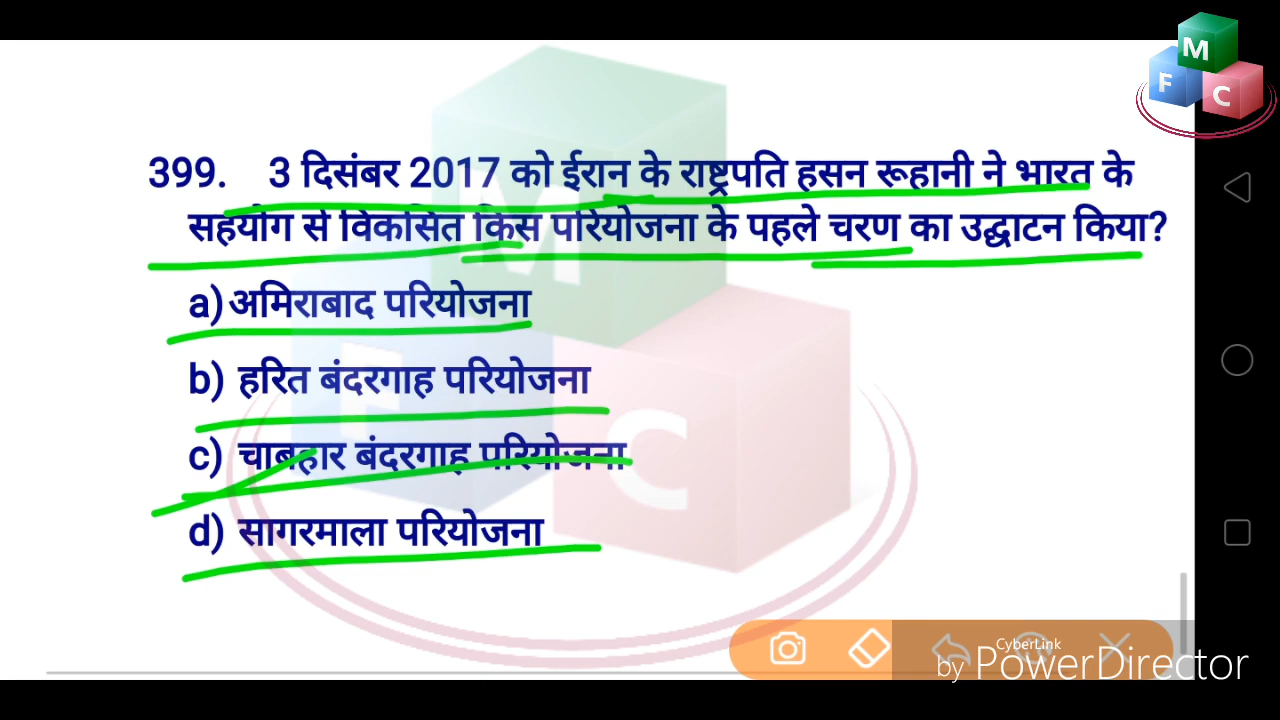 M
F C
399. 3 दिसंबर 2017 को ईरान के राष्ट्रपति हसन रूहानी ने भारत के
सहयोग से विकसित किस परियोजना के पहले चरण का उद्घाटन किया?
a) अमिराबाद परियोजना
b) हरित बंदरगाह परियोजना
c) चाबहार बंदरगाह परियोजना
d) सागरमाला परियोजना
M
F C
CyberLink
by PowerDirector